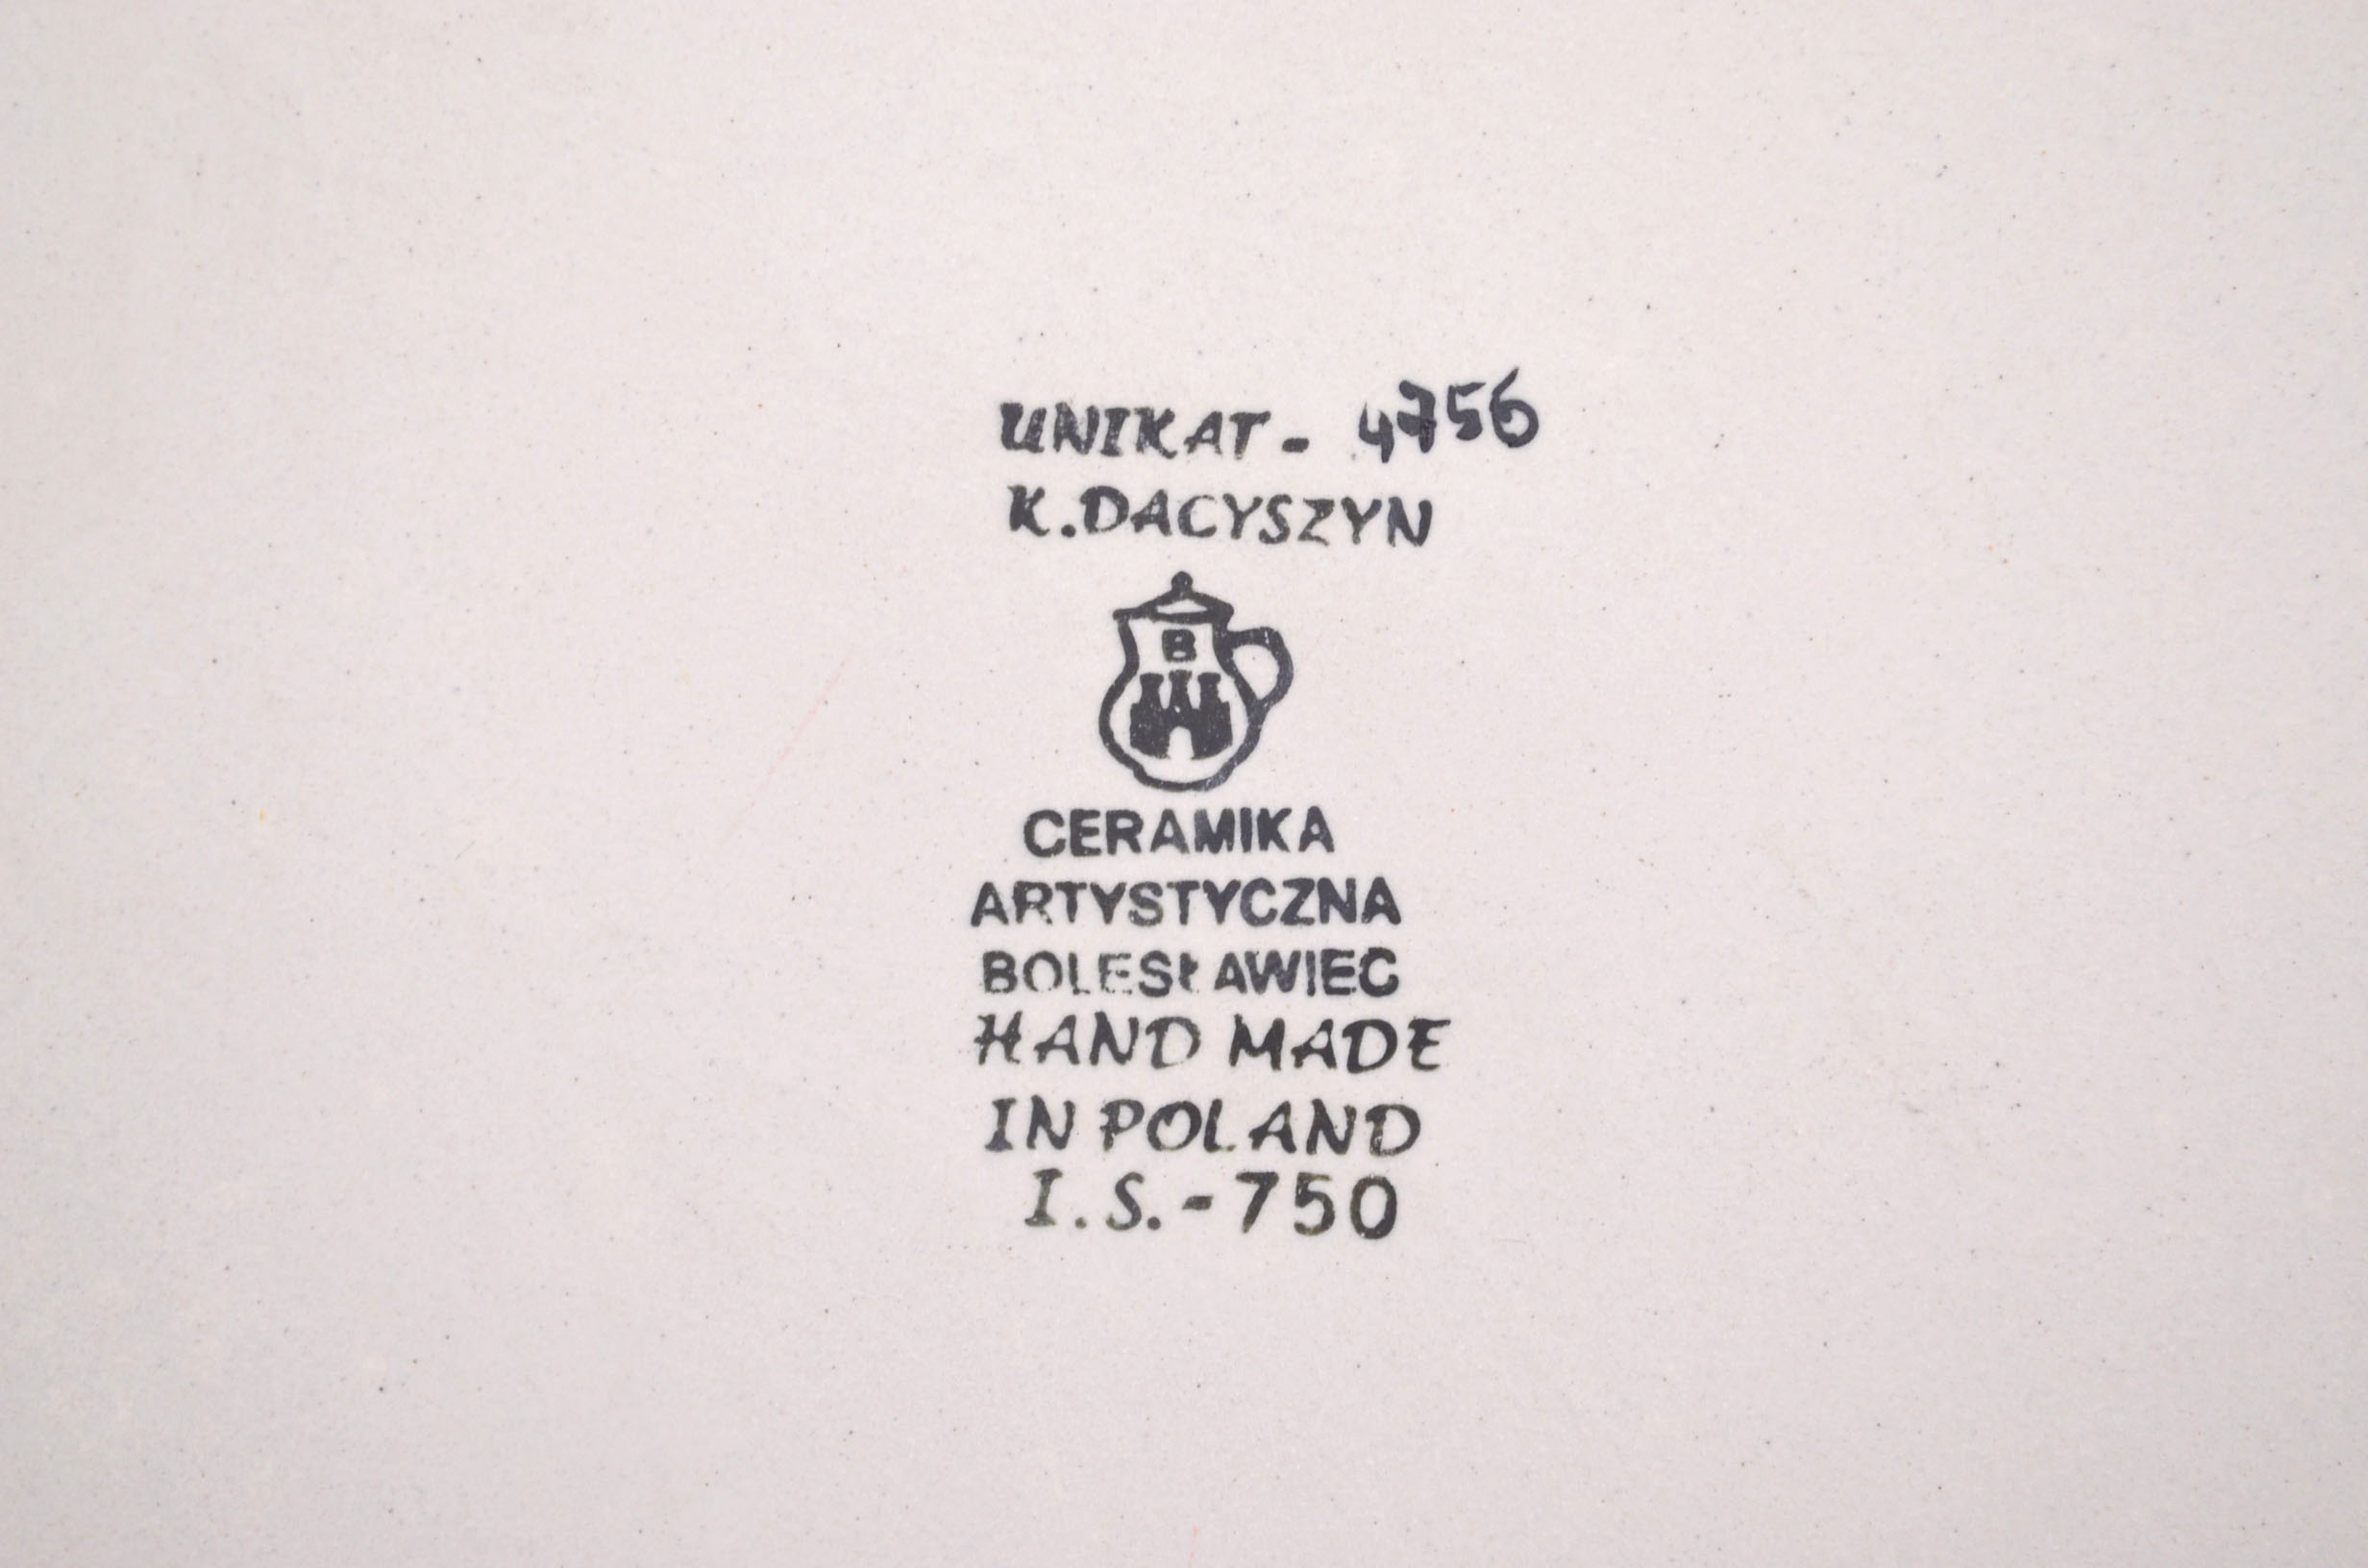 UNIKAT - 4756
K.DACYSZYN
B
CERAMIKA
ARTYSTYCZNA
BOLESŁAWIEC
HAND MADE
IN POLAND
I.S.-750